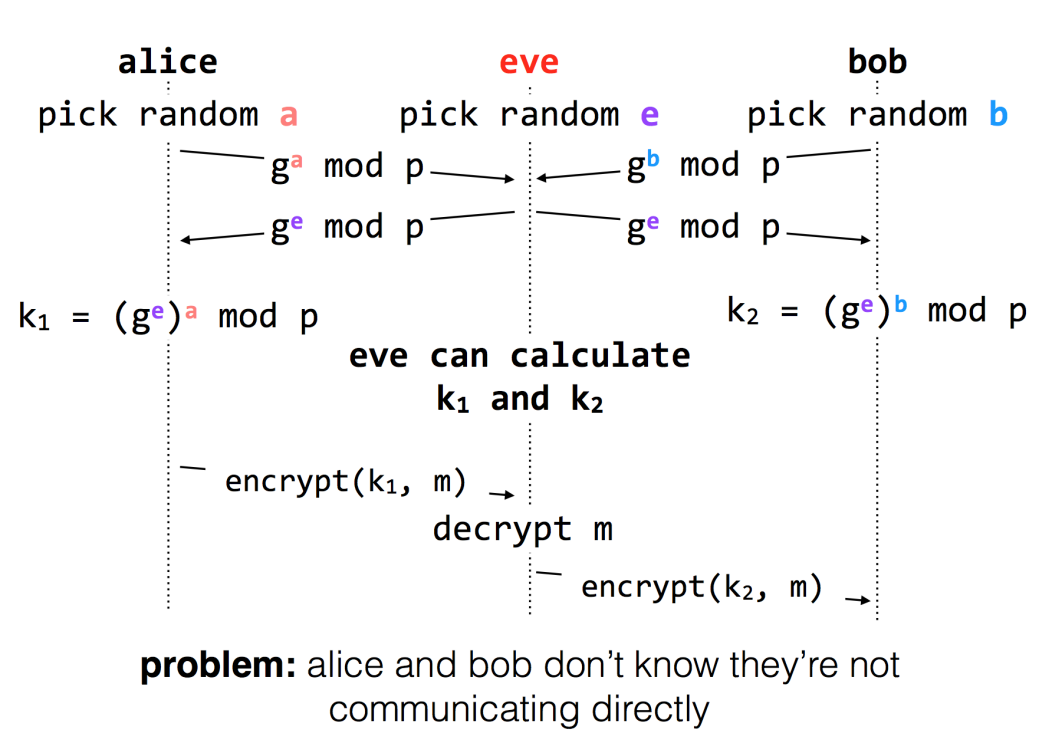 alice eve bob
pick random a pick random e pick random b
gᵃ mod p gᵇ mod p
gᵉ mod p gᵉ mod p
k₁ = (gᵉ)ᵃ mod p k₂ = (gᵉ)ᵇ mod p
eve can calculate
k₁ and k₂
encrypt(k₁, m)
decrypt m
encrypt(k₂, m)
problem: alice and bob don’t know they’re not
communicating directly